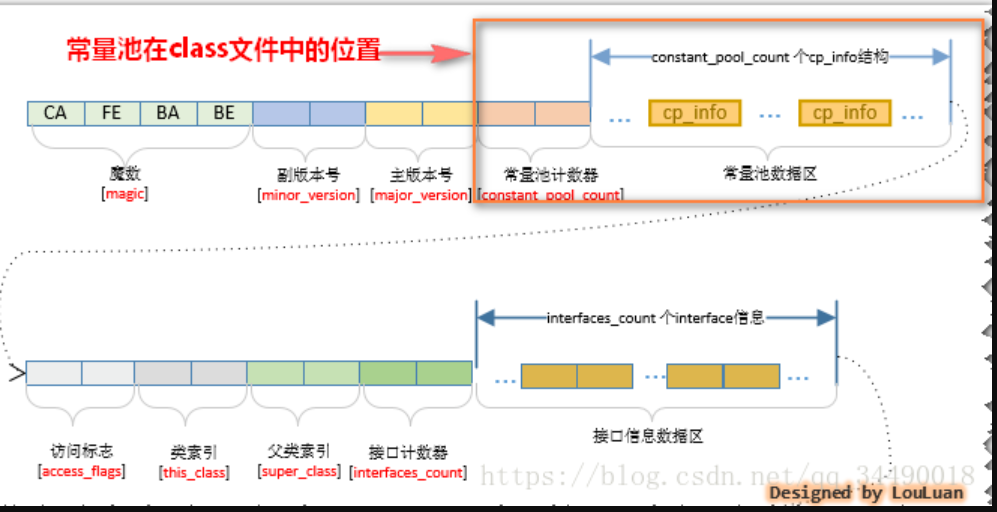 常量池在class文件中的位置
constant_pool_count 个cp_info结构
CA FE BA BE
... cp_info ... cp_info ...
魔数 副版本号 主版本号 常量池计数器 常量池数据区
[magic] [minor_version] [major_version] [constant_pool_count]
interfaces_count 个interface信息
... ... ...
访问标志 类索引 父类索引 接口计数器 接口信息数据区
[access_flags] [this_class] [super_class] [interfaces_count]
https://blog.csdn.net/qq_34490018
Designed by LouLuan